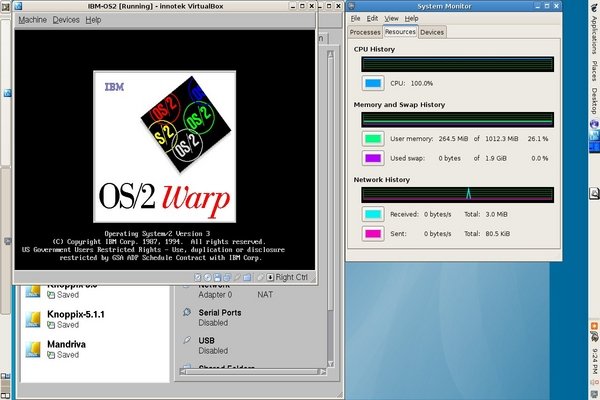 IBM-OS2 [Running] - innotek VirtualBox
Machine Devices Help
IBM
OS/2
OS/2
OS/2
OS/2 Warp
Operating System/2 Version 3
(C) Copyright IBM Corp. 1987, 1994. All rights reserved.
US Government Users Restricted Rights - Use, duplication or disclosure
restricted by GSA ADP Schedule Contract with IBM Corp.
Right Ctrl
Saved
Knoppix-5.1.1
Saved
Mandriva
Saved
Network
Adapter 0 NAT
Serial Ports
Disabled
USB
Disabled
Shared Folders
System Monitor
File Edit View Help
Processes Resources Devices
CPU History
CPU: 100.0%
Memory and Swap History
User memory: 264.5 MiB of 1012.3 MiB 26.1 %
Used swap: 0 bytes of 1.9 GiB 0.0 %
Network History
Received: 0 bytes/s Total: 3.0 MiB
Sent: 0 bytes/s Total: 80.5 KiB
Applications Places Desktop
9:24 PM